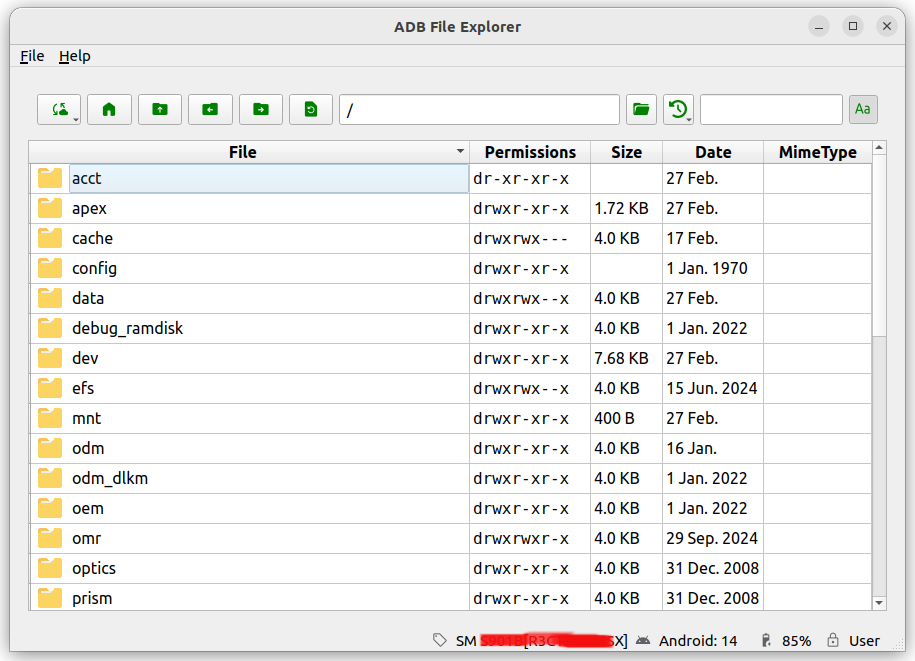 ADB File Explorer
File Help
/ Aa
File Permissions Size Date MimeType
acct dr-xr-xr-x 27 Feb.
apex drwxr-xr-x 1.72 KB 27 Feb.
cache drwxrwx--- 4.0 KB 17 Feb.
config drwxr-xr-x 1 Jan. 1970
data drwxrwx--x 4.0 KB 27 Feb.
debug_ramdisk drwxr-xr-x 4.0 KB 1 Jan. 2022
dev drwxr-xr-x 7.68 KB 27 Feb.
efs drwxrwx--x 4.0 KB 15 Jun. 2024
mnt drwxr-xr-x 400 B 27 Feb.
odm drwxr-xr-x 4.0 KB 16 Jan.
odm_dlkm drwxr-xr-x 4.0 KB 1 Jan. 2022
oem drwxr-xr-x 4.0 KB 1 Jan. 2022
omr drwxrwxr-x 4.0 KB 29 Sep. 2024
optics drwxr-xr-x 4.0 KB 31 Dec. 2008
prism drwxr-xr-x 4.0 KB 31 Dec. 2008
SM Android: 14 85% User